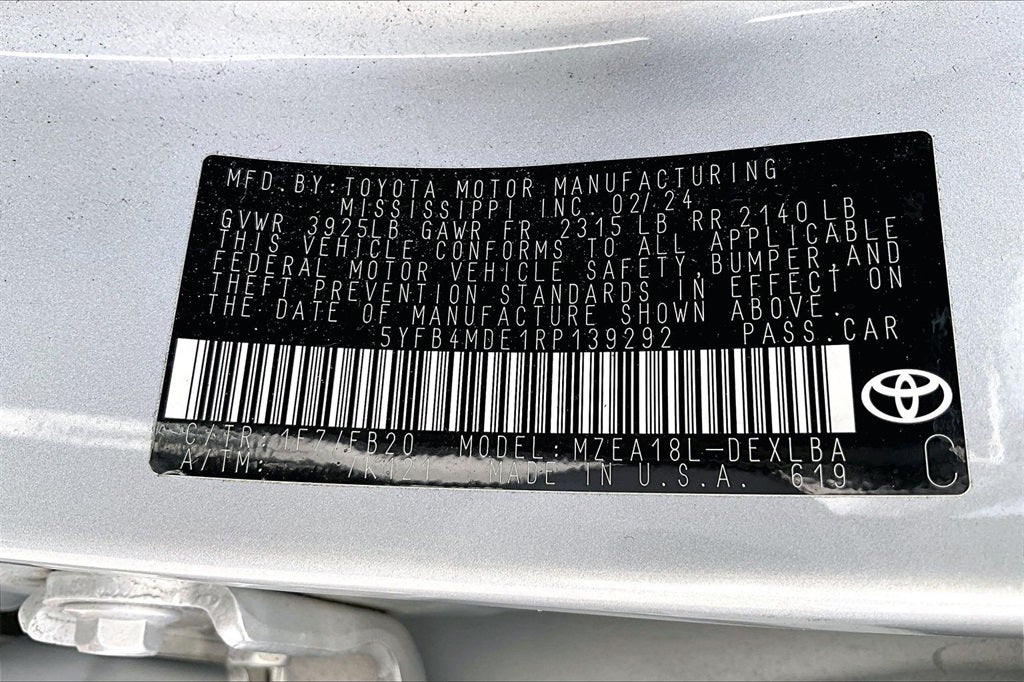 MFD.BY:TOYOTA MOTOR MANUFACTURING
MISSISSIPPI INC 02/24
GVWR 3925LB GAWR FR 2315LB RR 2140LB
THIS VEHICLE CONFORMS TO ALL APPLICABLE
FEDERAL MOTOR VEHICLE SAFETY,BUMPER,AND
THEFT PREVENTION STANDARDS IN EFFECT ON
THE DATE OF MANUFACTURE SHOWN ABOVE.
5YFB4MDE1RP139292 PASS.CAR
C/TR:1F7/FB20 MODEL:MZEA18L-DEXLBA
A/TM: /K121 MADE IN U.S.A. 619 C